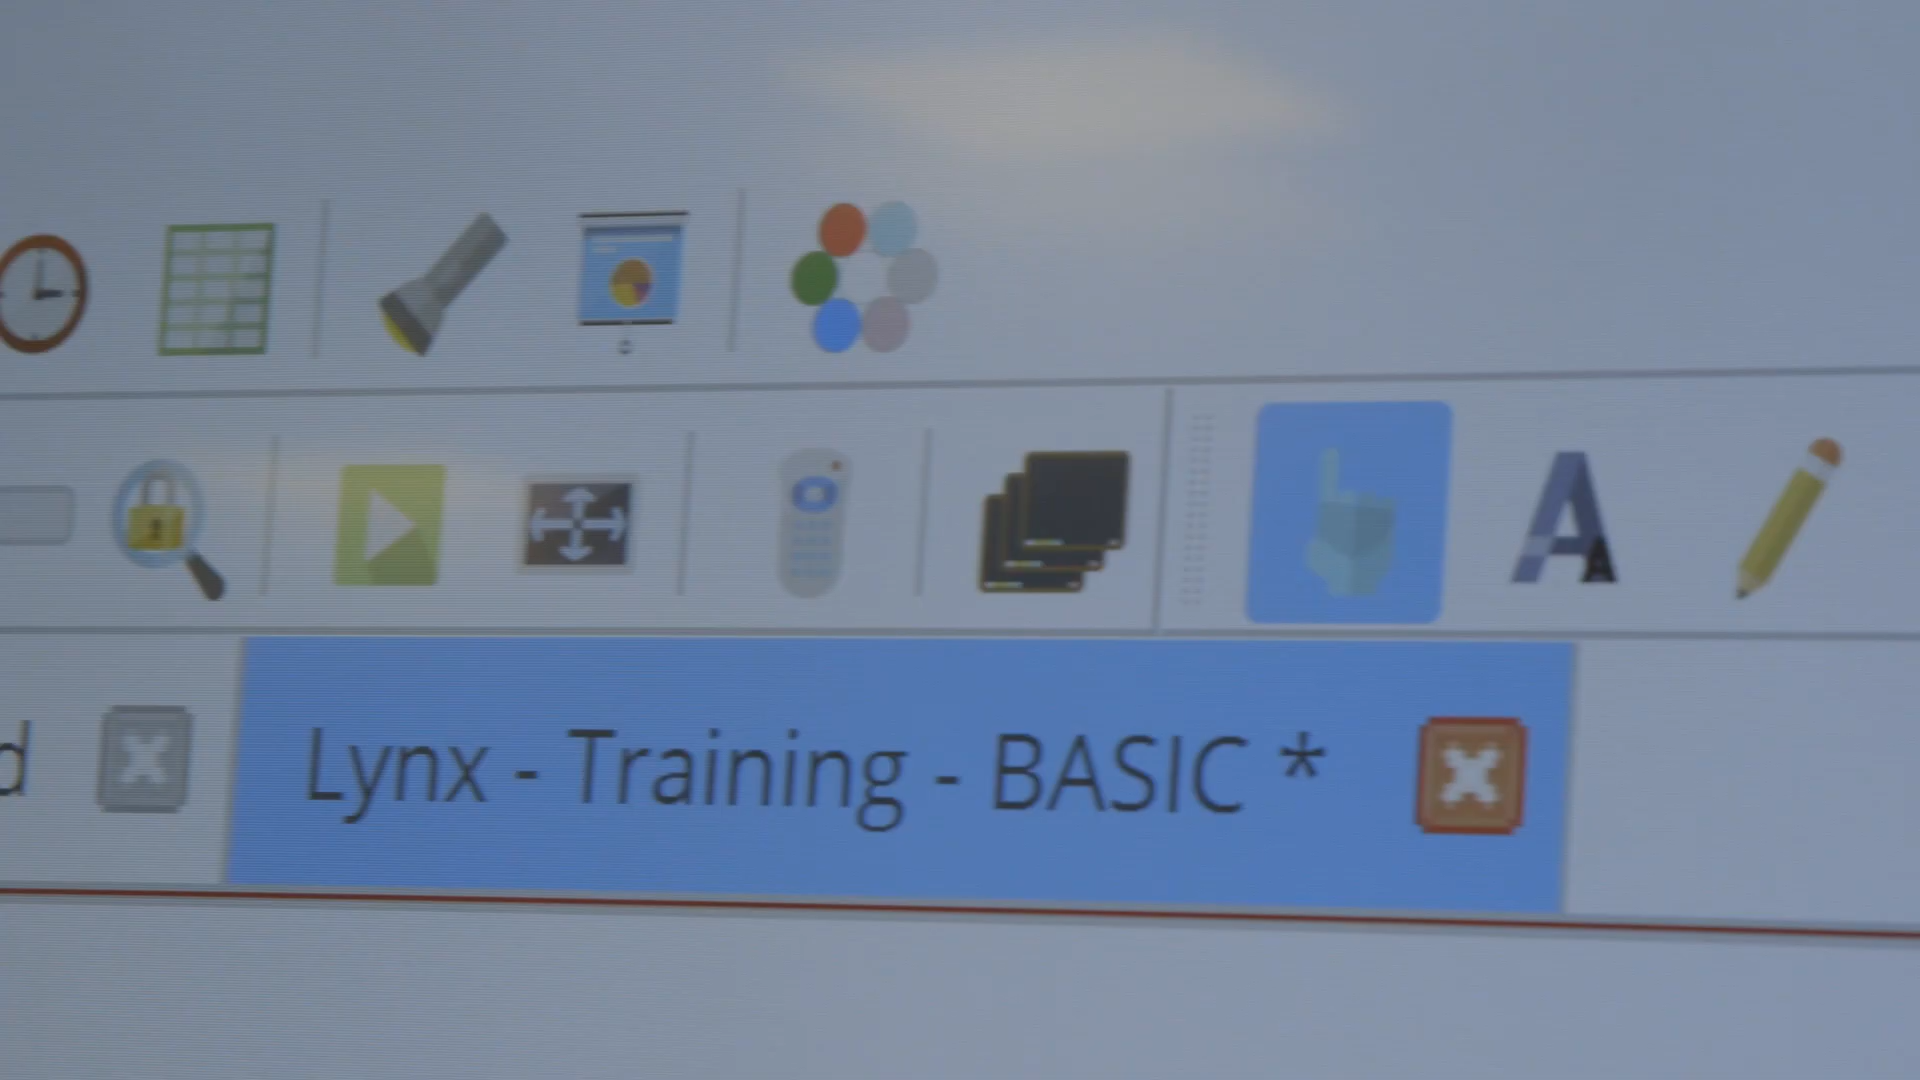 d
Lynx - Training - BASIC *